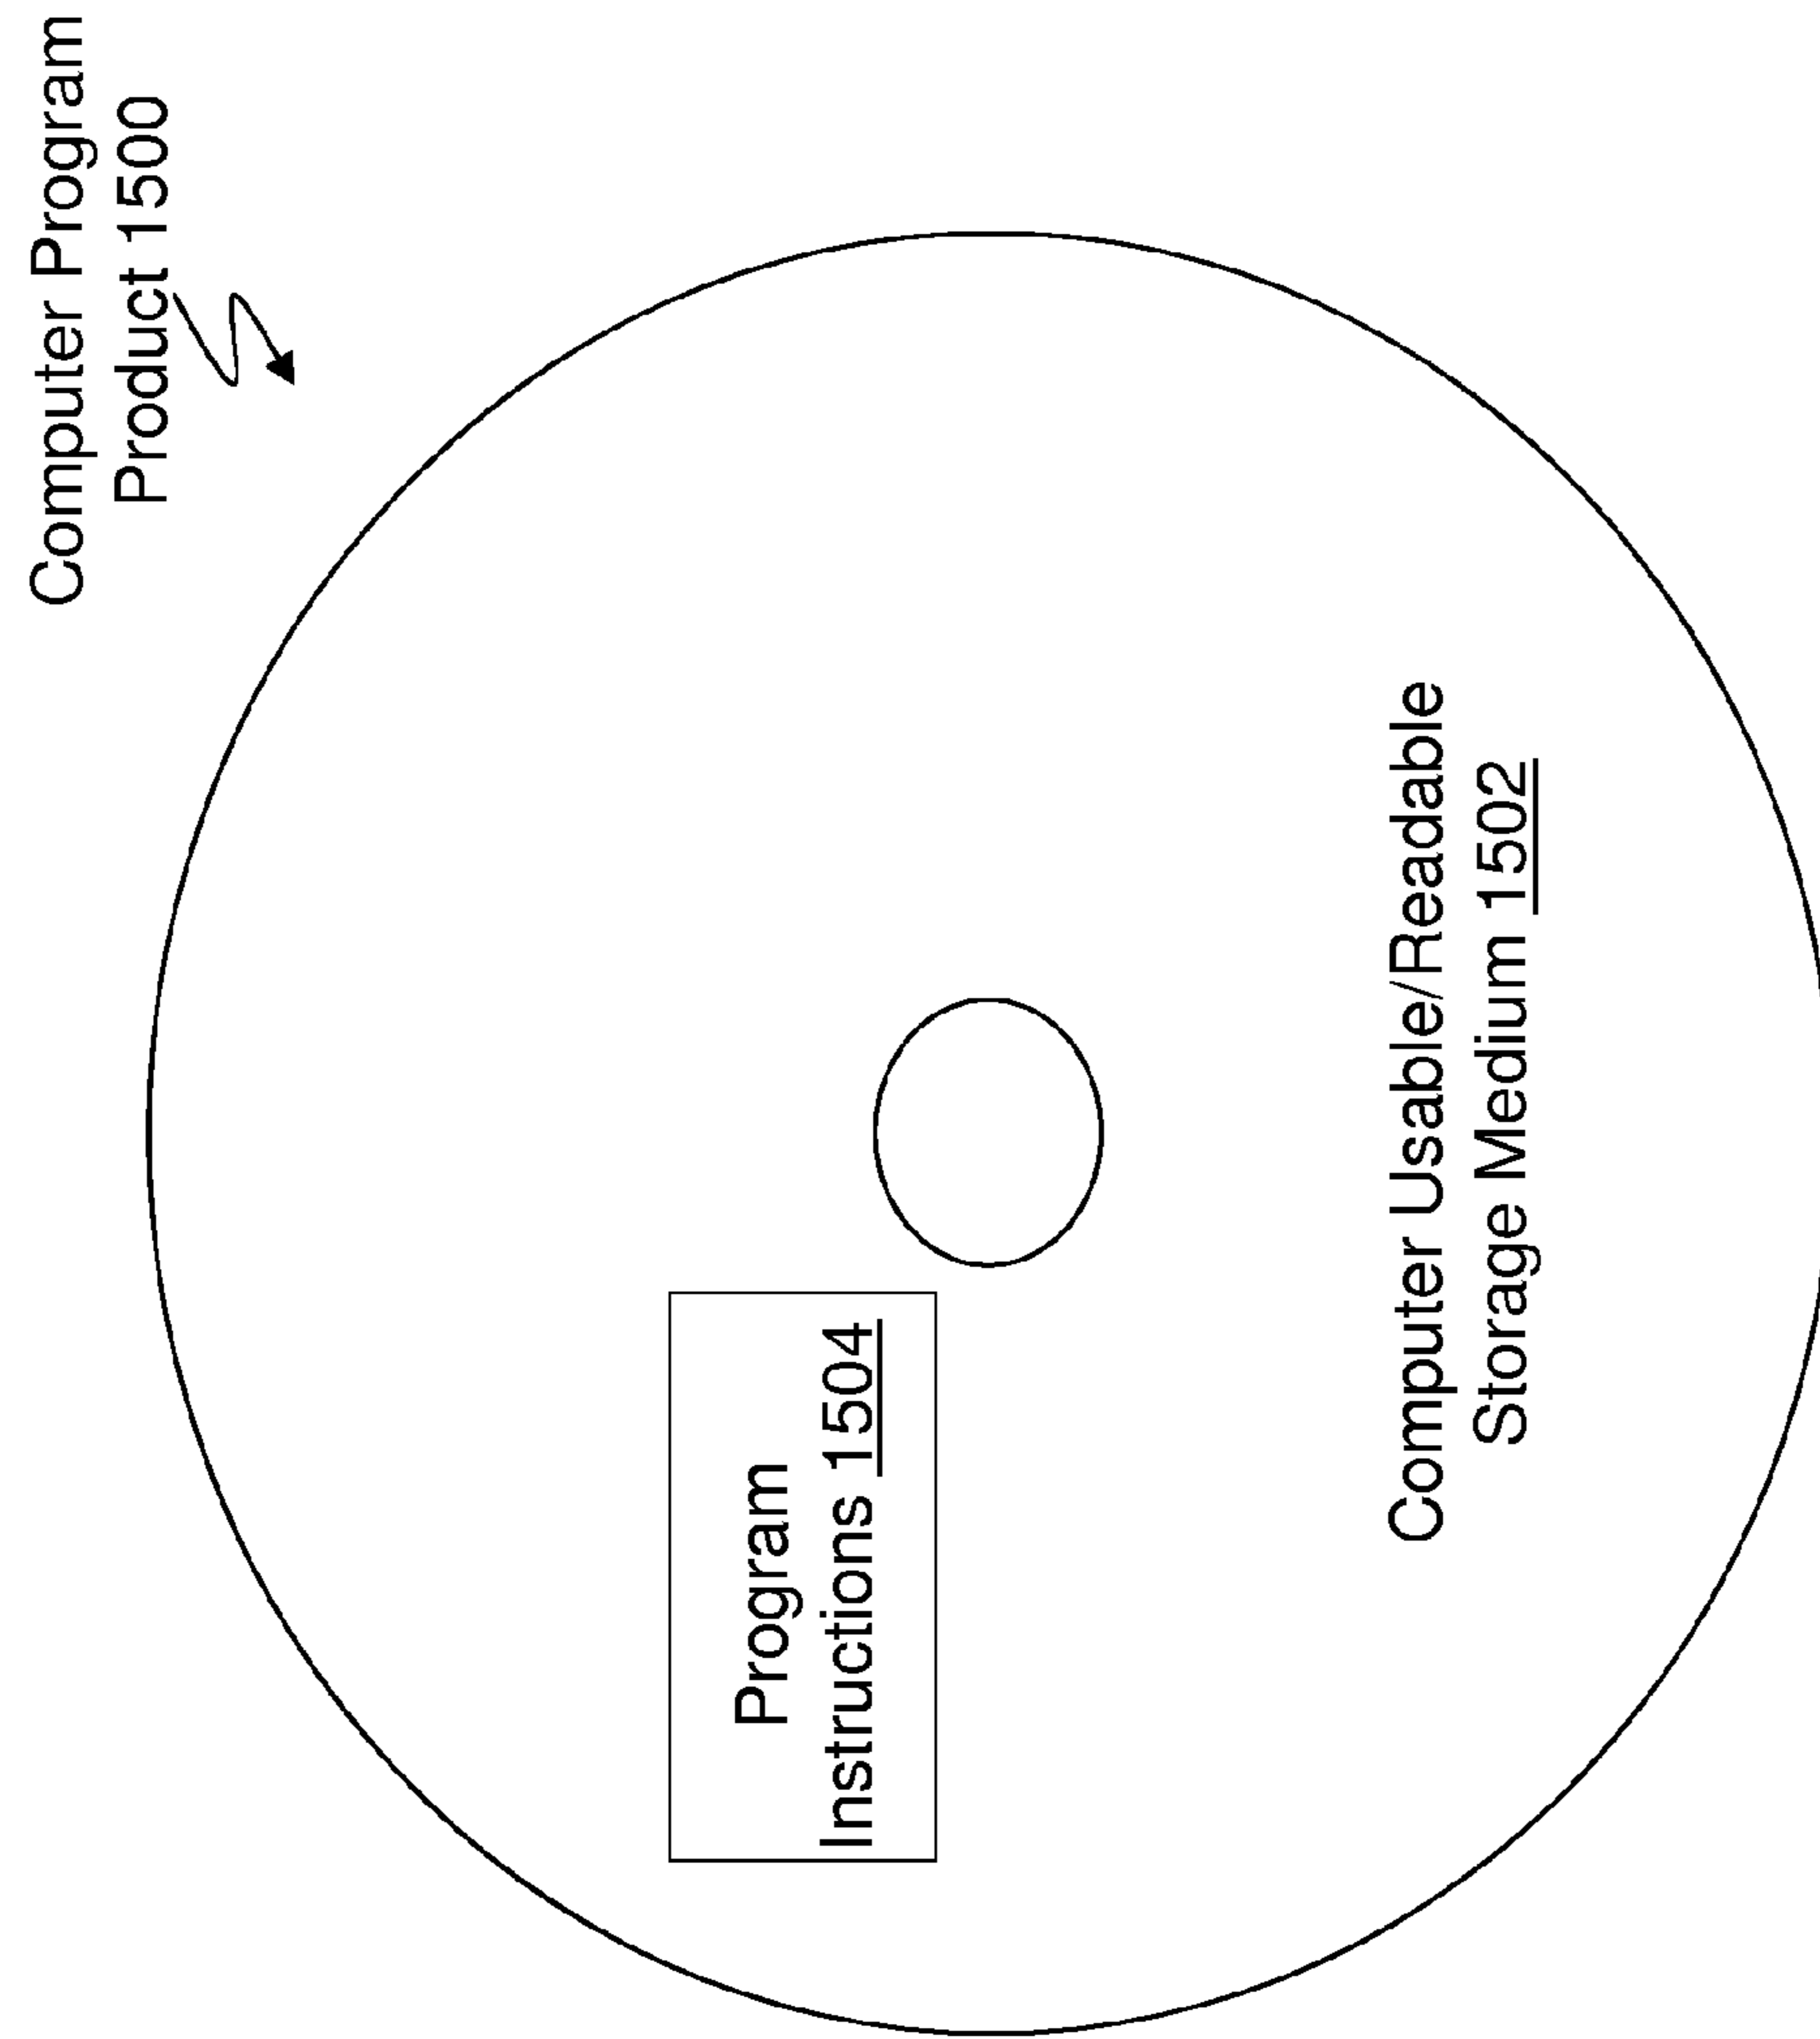 Computer Program
Product 1500
Program
Instructions 1504
Computer Usable/Readable
Storage Medium 1502